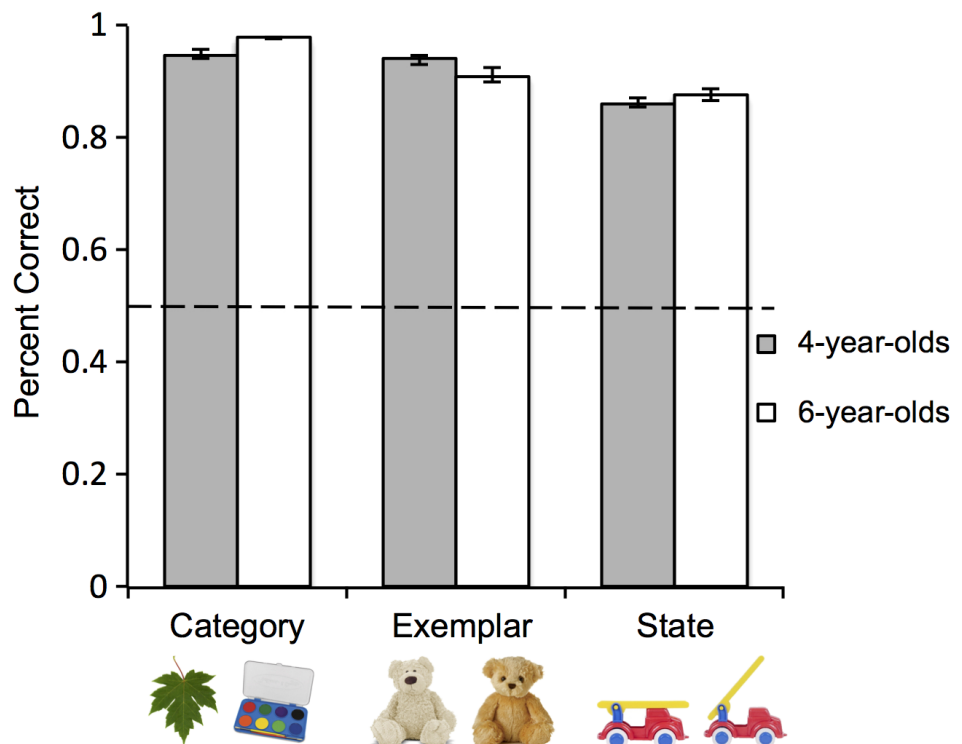 Percent Correct
1
0.8
0.6
0.4
0.2
0
4-year-olds
6-year-olds
Category
Exemplar
State